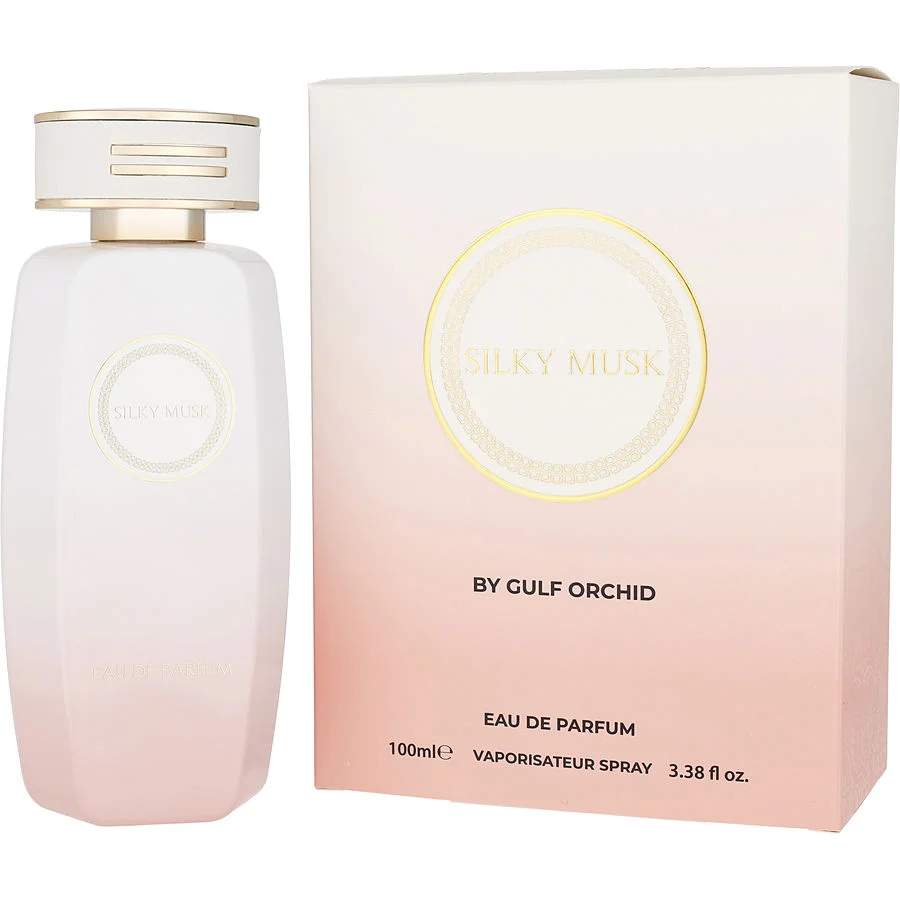 SILKY MUSK
EAU DE PARFUM
SILKY MUSK
BY GULF ORCHID
EAU DE PARFUM
100ml℮ VAPORISATEUR SPRAY 3.38 fl oz.